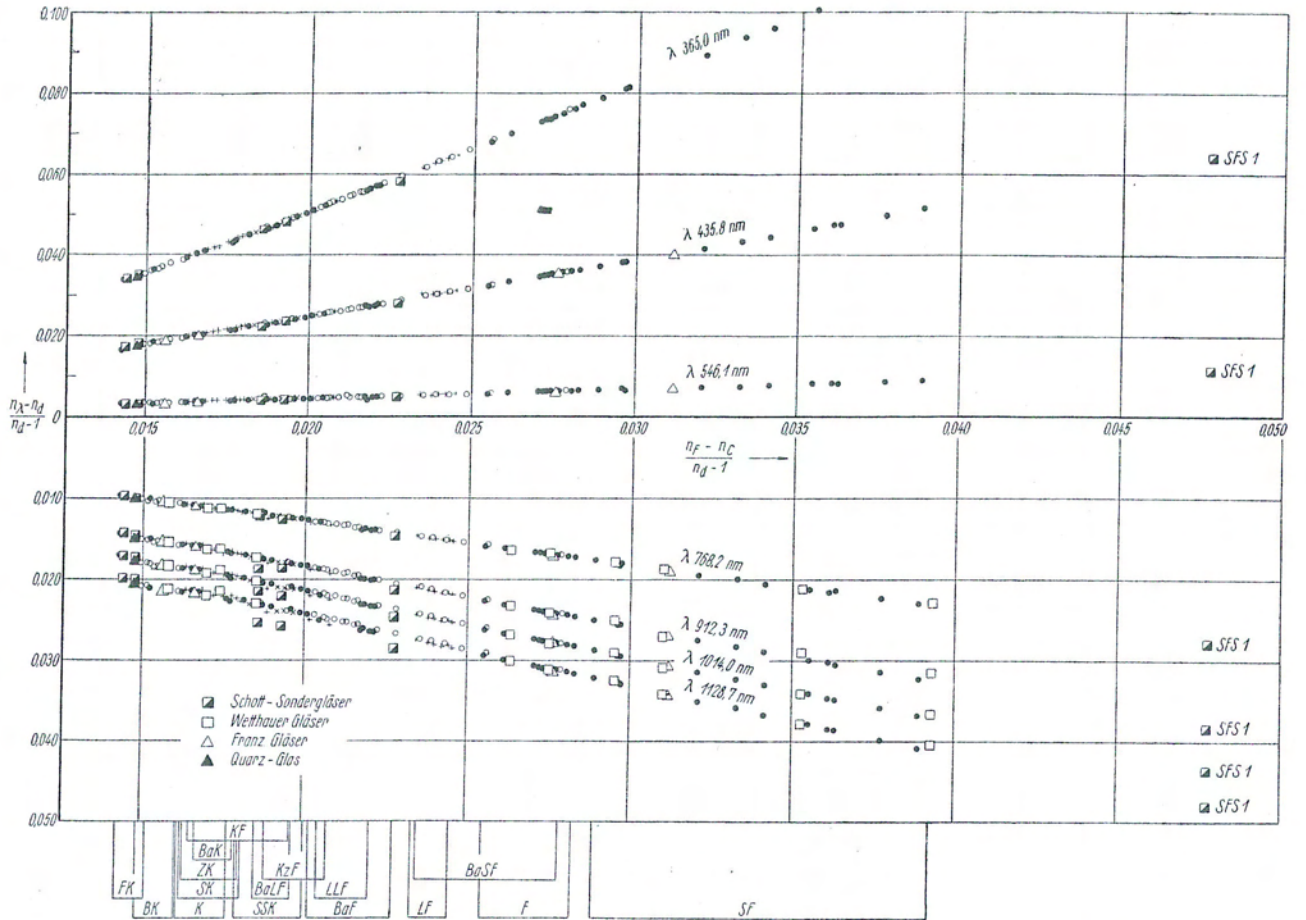 0.100
λ 365,0 nm
0,080
SFS 1
0,060
λ 435.8 nm
0,040
0,020
λ 546,1 nm
SFS 1
nλ-nd
nd-1
0
0,015
0,020
0,025
0,030
0,035
0,040
0,045
0,050
nF - nC
nd - 1
0,010
λ 768,2 nm
0,020
λ 912,3 nm
SFS 1
λ 1014,0 nm
0,030
λ 1128,7 nm
Schott-Sondergläser
Wetthauer Gläser
Franz. Gläser
Quarz-Glas
SFS 1
0,040
SFS 1
SFS 1
0,050
KF
BaK
ZK
KzF
BaSF
FK
SK
BaLF
LLF
BK
K
SSK
BaF
LF
F
SF